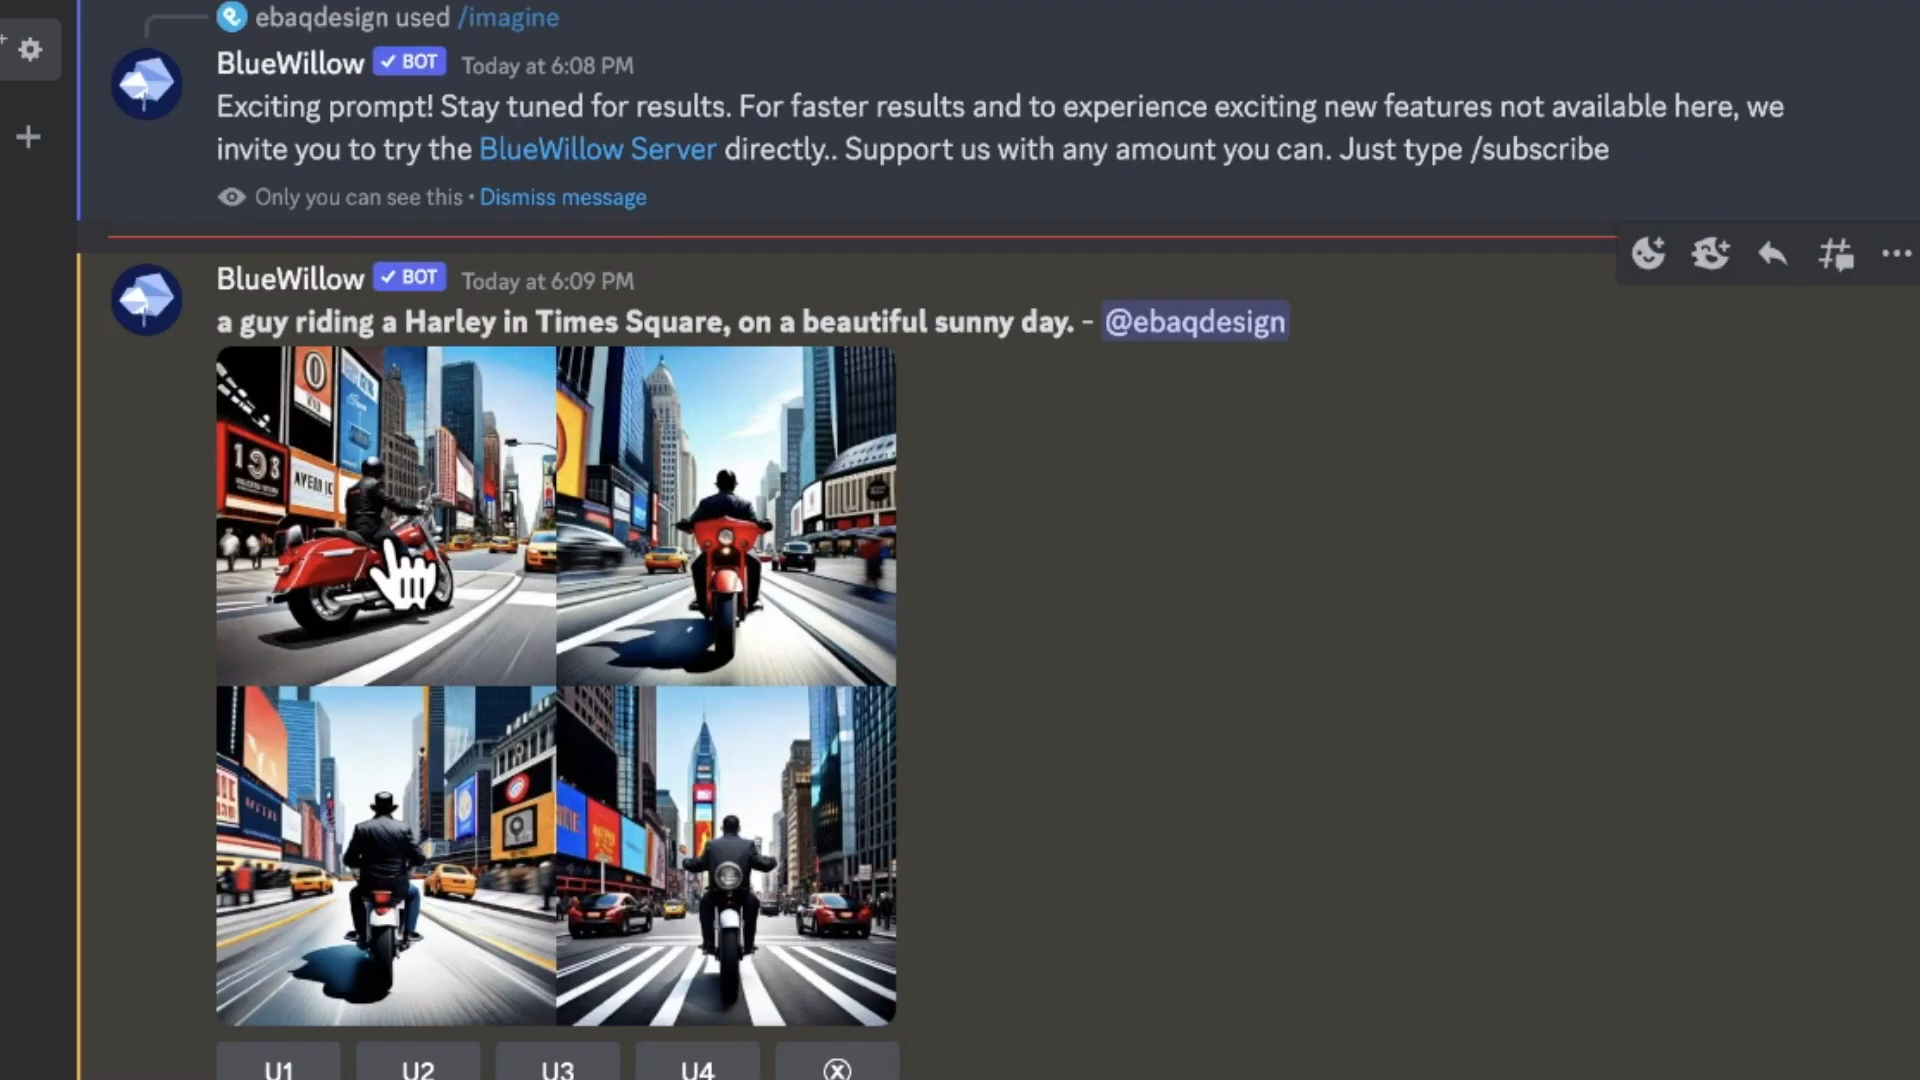 ebaqdesign used /imagine
BlueWillow ✓ BOT Today at 6:08 PM
Exciting prompt! Stay tuned for results. For faster results and to experience exciting new features not available here, we
invite you to try the BlueWillow Server directly.. Support us with any amount you can. Just type /subscribe
Only you can see this • Dismiss message
BlueWillow ✓ BOT Today at 6:09 PM
a guy riding a Harley in Times Square, on a beautiful sunny day. - @ebaqdesign
U1 U2 U3 U4